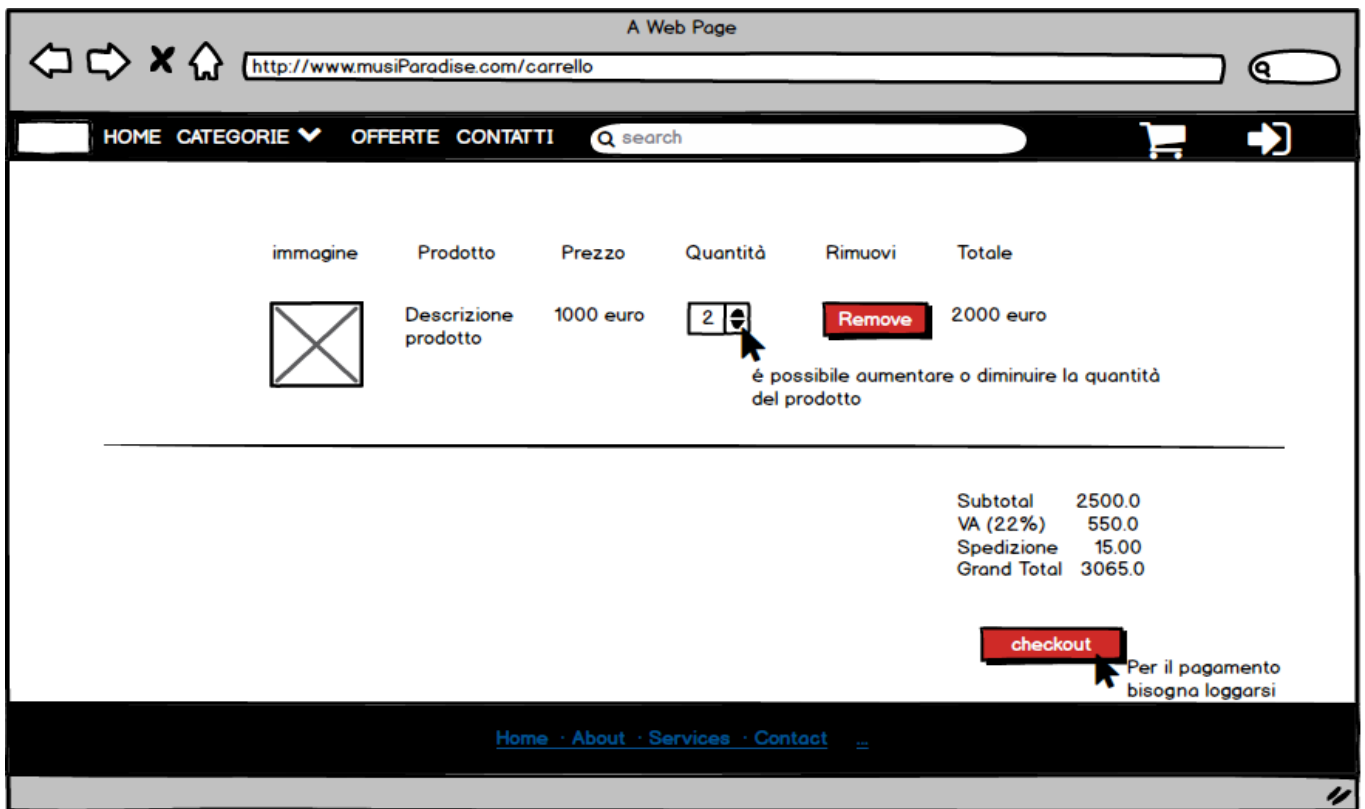 A Web Page
http://www.musiParadise.com/carrello
HOME CATEGORIE OFFERTE CONTATTI search
immagine Prodotto Prezzo Quantità Rimuovi Totale
Descrizione 1000 euro 2 Remove 2000 euro
prodotto
é possibile aumentare o diminuire la quantità
del prodotto
Subtotal 2500.0
VA (22%) 550.0
Spedizione 15.00
Grand Total 3065.0
checkout
Per il pagamento
bisogna loggarsi
Home · About · Services · Contact ...